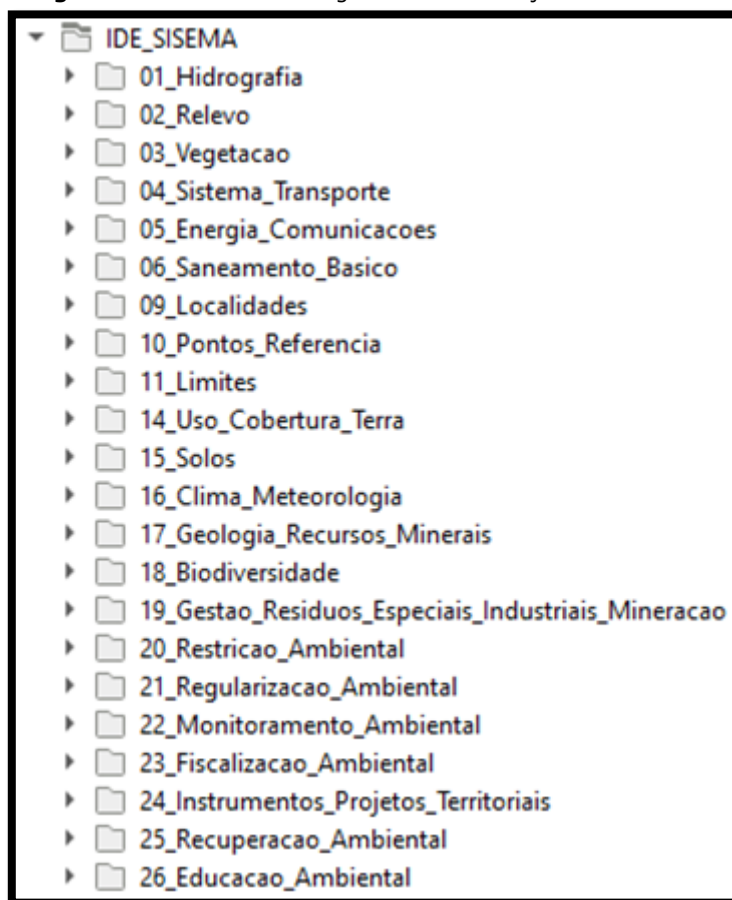 IDE_SISEMA
01_Hidrografia
02_Relevo
03_Vegetacao
04_Sistema_Transporte
05_Energia_Comunicacoes
06_Saneamento_Basico
09_Localidades
10_Pontos_Referencia
11_Limites
14_Uso_Cobertura_Terra
15_Solos
16_Clima_Meteorologia
17_Geologia_Recursos_Minerais
18_Biodiversidade
19_Gestao_Residuos_Especiais_Industriais_Mineracao
20_Restricao_Ambiental
21_Regularizacao_Ambiental
22_Monitoramento_Ambiental
23_Fiscalizacao_Ambiental
24_Instrumentos_Projetos_Territoriais
25_Recuperacao_Ambiental
26_Educacao_Ambiental